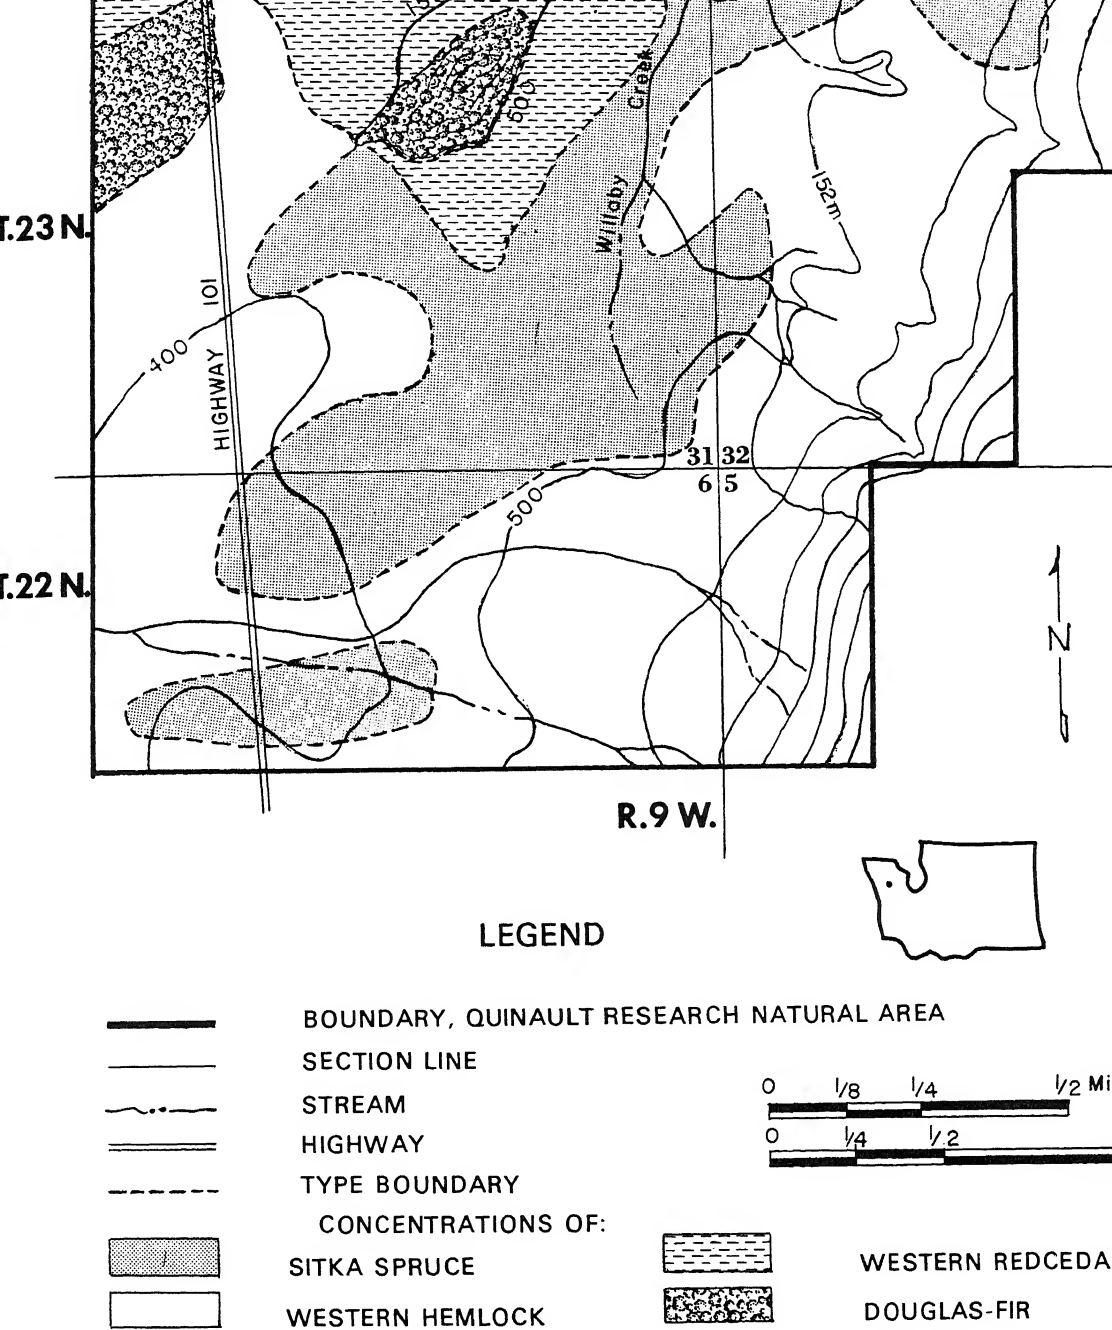 500
Creek
152m
Willaby
T.23 N.
HIGHWAY 101
400
31 32
6 5
500
T.22 N.
N
R.9 W.
LEGEND
BOUNDARY, QUINAULT RESEARCH NATURAL AREA
SECTION LINE
STREAM
HIGHWAY
TYPE BOUNDARY
CONCENTRATIONS OF:
SITKA SPRUCE
WESTERN HEMLOCK
0 1/8 1/4 1/2 Mi
0 1/4 1/2
WESTERN REDCEDA
DOUGLAS-FIR